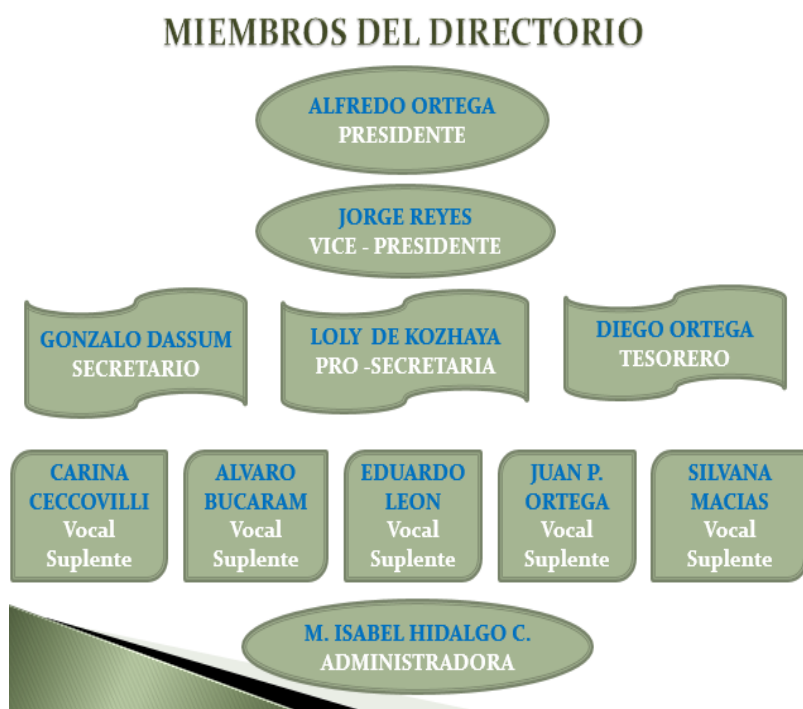 MIEMBROS DEL DIRECTORIO
ALFREDO ORTEGA
PRESIDENTE
JORGE REYES
VICE - PRESIDENTE
GONZALO DASSUM
SECRETARIO
LOLY DE KOZHAYA
PRO -SECRETARIA
DIEGO ORTEGA
TESORERO
CARINA
CECCOVILLI
Vocal
Suplente
ALVARO
BUCARAM
Vocal
Suplente
EDUARDO
LEON
Vocal
Suplente
JUAN P.
ORTEGA
Vocal
Suplente
SILVANA
MACIAS
Vocal
Suplente
M. ISABEL HIDALGO C.
ADMINISTRADORA